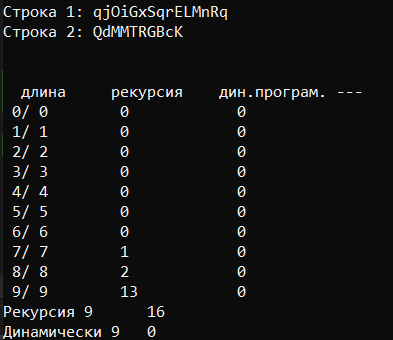 Строка 1: qjOiGxSqrELMnRq
Строка 2: QdMMTRGBcK
длина рекурсия дин.програм. ---
0/ 0 0 0
1/ 1 0 0
2/ 2 0 0
3/ 3 0 0
4/ 4 0 0
5/ 5 0 0
6/ 6 0 0
7/ 7 1 0
8/ 8 2 0
9/ 9 13 0
Рекурсия 9 16
Динамически 9 0